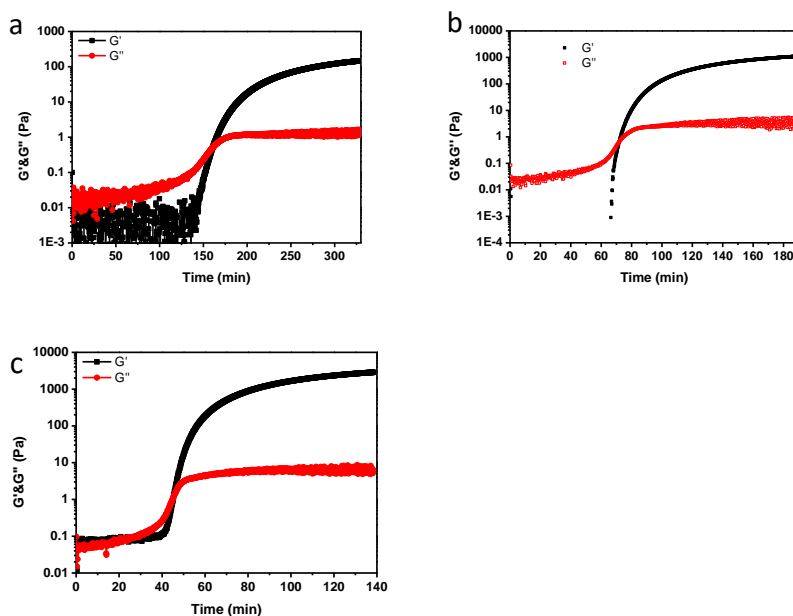 a
G'
G''
1000
100
10
1
0.1
0.01
1E-3
G'&G'' (Pa)
0 50 100 150 200 250 300
Time (min)
b
G'
G''
10000
1000
100
10
1
0.1
0.01
1E-3
1E-4
G'&G'' (Pa)
0 20 40 60 80 100 120 140 160 180
Time (min)
c
G'
G''
10000
1000
100
10
1
0.1
0.01
G'&G'' (Pa)
0 20 40 60 80 100 120 140
Time (min)